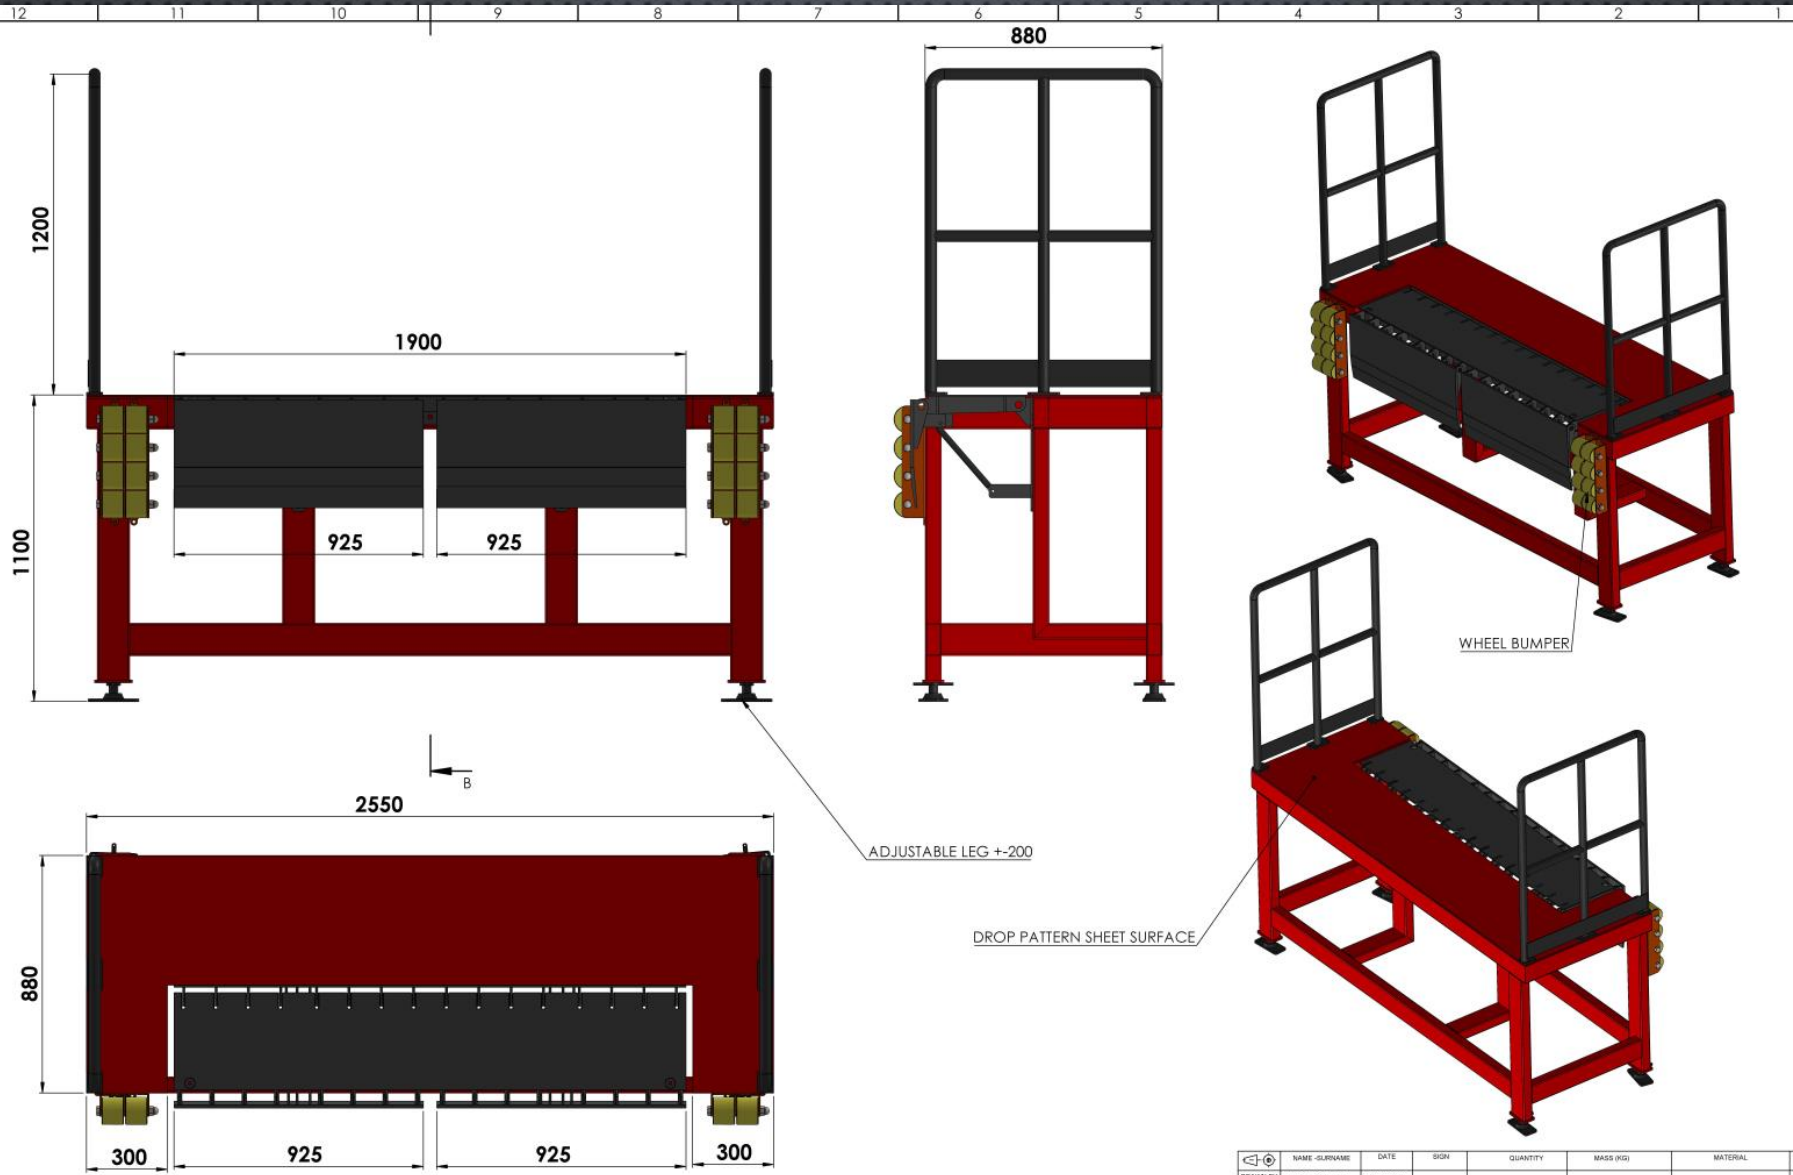 12 11 10 9 8 7 6 5 4 3 2 1
880
1200
1900
925 925
1100
WHEEL BUMPER
B
2550
ADJUSTABLE LEG +-200
DROP PATTERN SHEET SURFACE
880
300 925 925 300
NAME -SURNAME DATE SIGN QUANTITY MASS (KG) MATERIAL